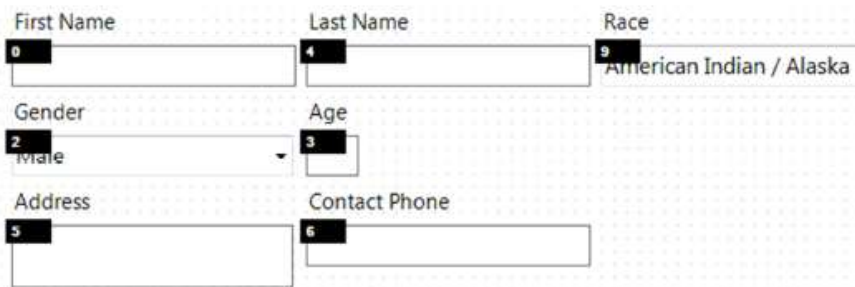 First Name Last Name Race
0 4 9
American Indian / Alaska
Gender Age
2 3
Male
Address Contact Phone
5 6